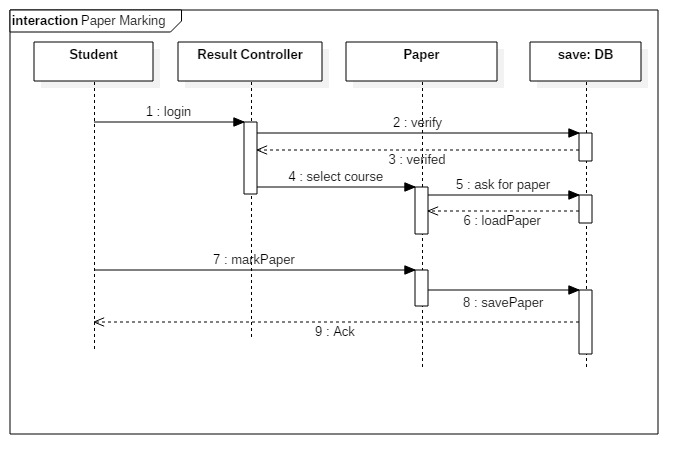 interaction Paper Marking
Student
Result Controller
Paper
save: DB
1 : login
2 : verify
3 : verifed
4 : select course
5 : ask for paper
6 : loadPaper
7 : markPaper
8 : savePaper
9 : Ack